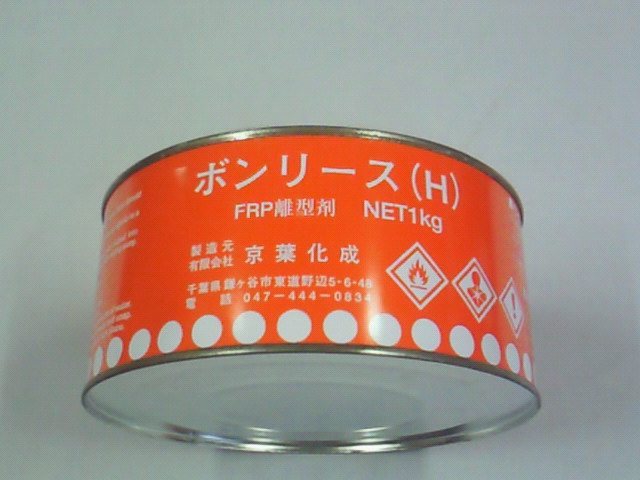 ボンリース(H)
FRP離型剤 NET1kg
製造元
有限会社 京葉化成
千葉県鎌ヶ谷市東道野辺5-6-48
電話 047-444-0834